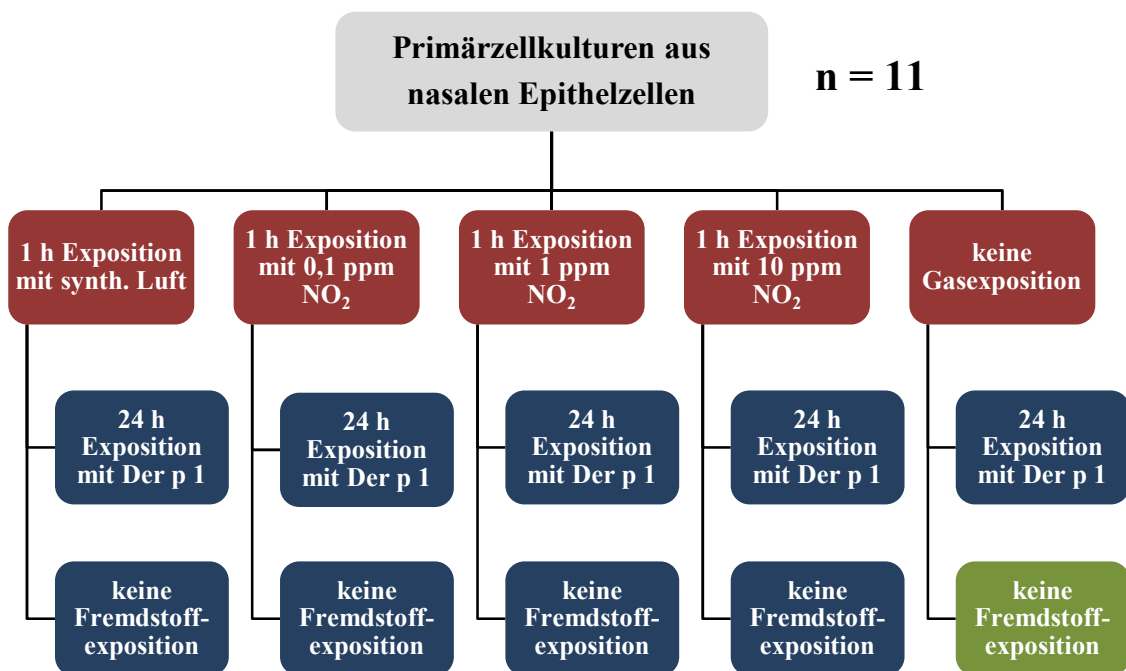 Primärzellkulturen aus
nasalen Epithelzellen
n = 11
1 h Exposition
mit synth. Luft
1 h Exposition
mit 0,1 ppm
NO₂
1 h Exposition
mit 1 ppm
NO₂
1 h Exposition
mit 10 ppm
NO₂
keine
Gasexposition
24 h
Exposition
mit Der p 1
24 h
Exposition
mit Der p 1
24 h
Exposition
mit Der p 1
24 h
Exposition
mit Der p 1
24 h
Exposition
mit Der p 1
keine
Fremdstoff-
exposition
keine
Fremdstoff-
exposition
keine
Fremdstoff-
exposition
keine
Fremdstoff-
exposition
keine
Fremdstoff-
exposition